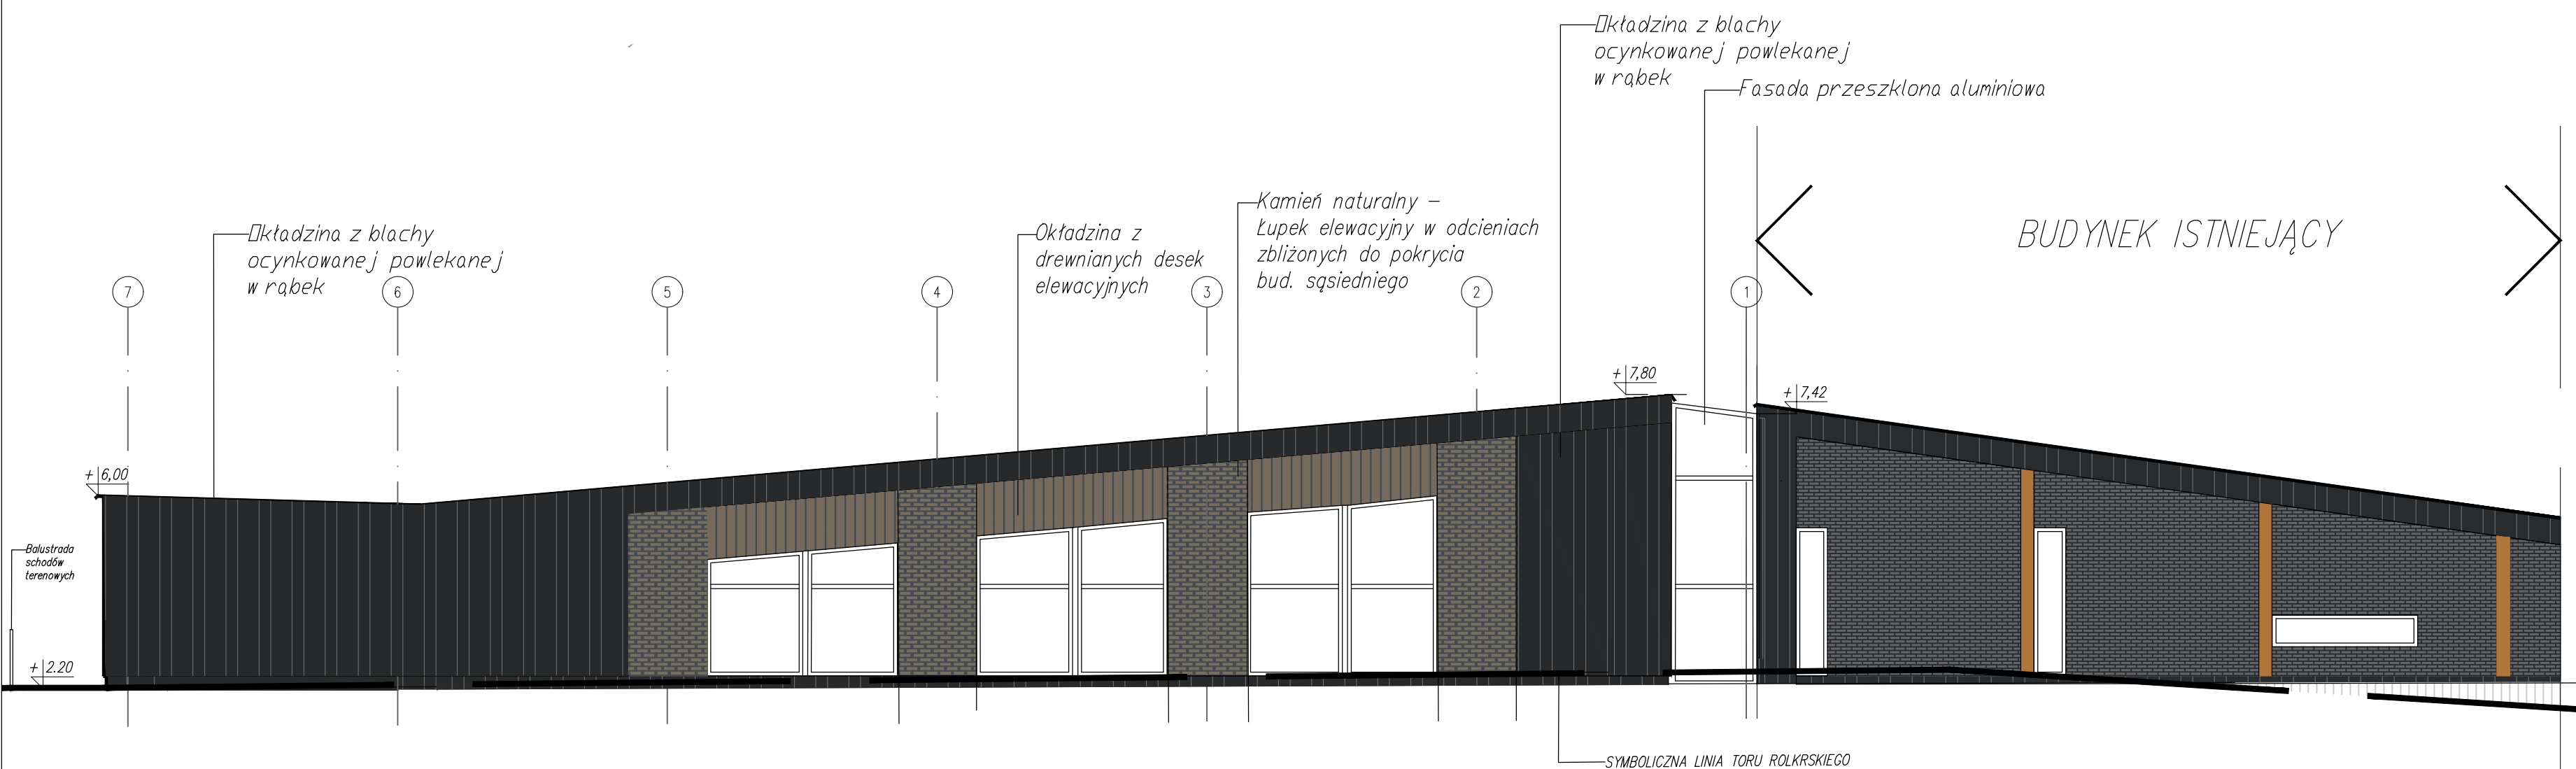 Okładzina z blachy
ocynkowanej powlekanej
w rąbek
Fasada przeszklona aluminiowa
BUDYNEK ISTNIEJĄCY
Kamień naturalny –
Łupek elewacyjny w odcieniach
zbliżonych do pokrycia
bud. sąsiedniego
Okładzina z
drewnianych desek
elewacyjnych
Okładzina z blachy
ocynkowanej powlekanej
w rąbek
7
6
5
4
3
2
1
+ 7,80
+ 7,42
+ 6,00
Balustrada
schodów
terenowych
+ 2.20
SYMBOLICZNA LINIA TORU ROLKRSKIEGO